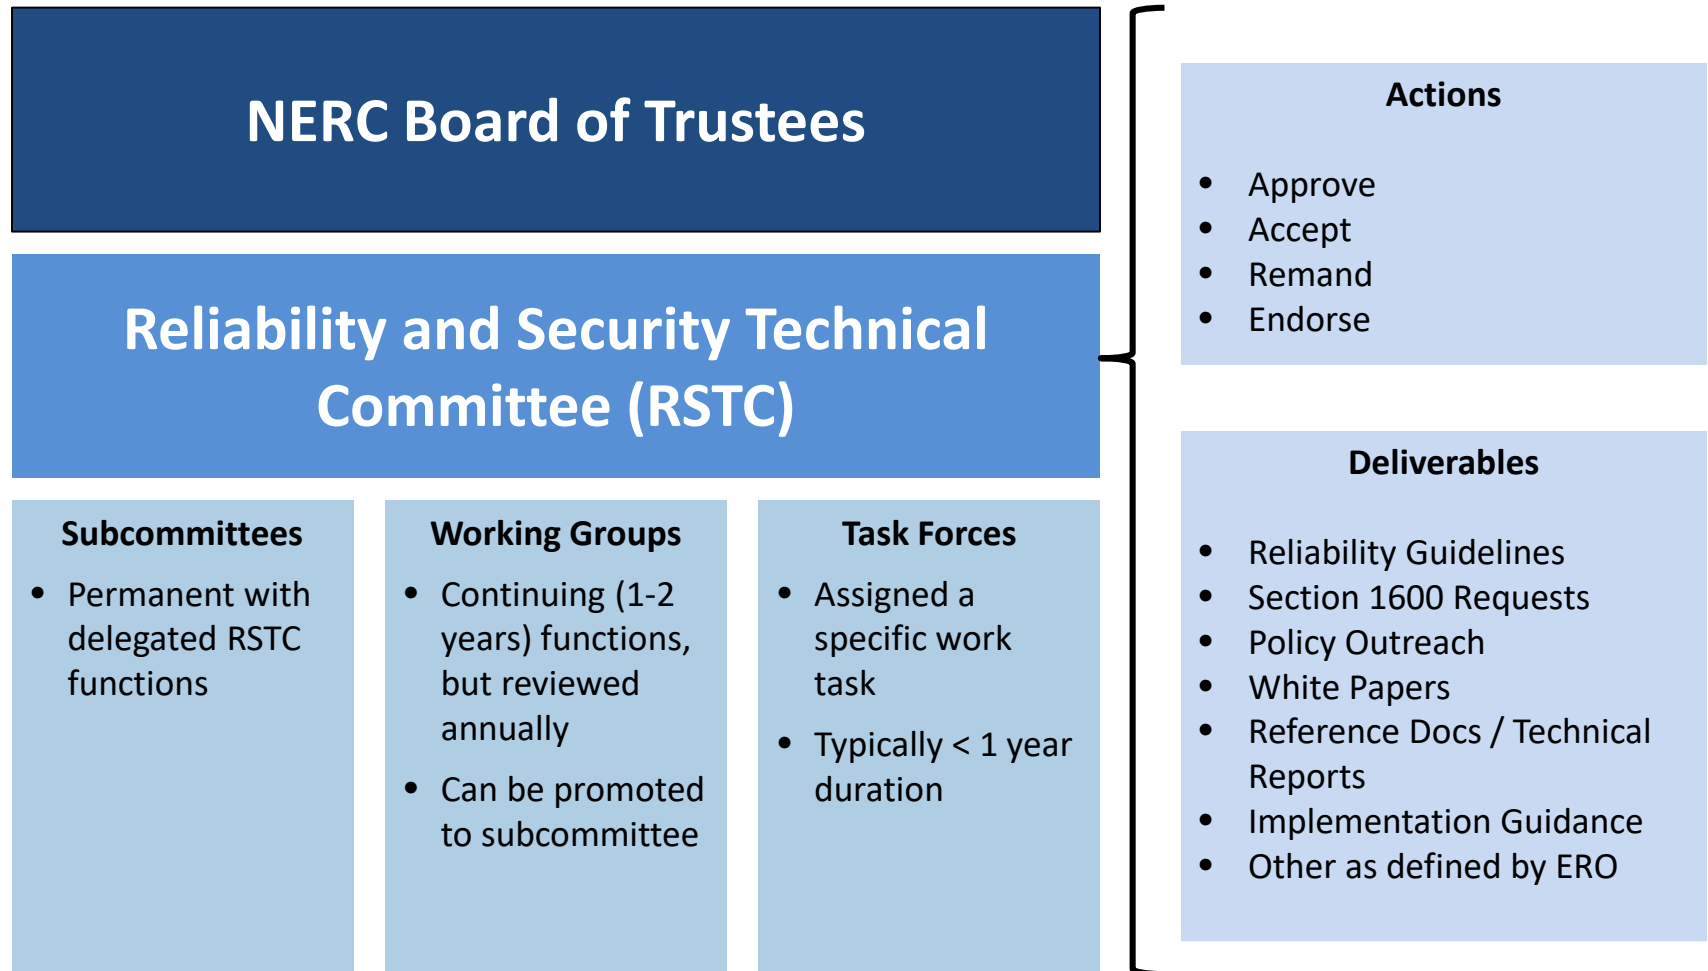 NERC Board of Trustees
Reliability and Security Technical
Committee (RSTC)
Subcommittees
• Permanent with
delegated RSTC
functions
Working Groups
• Continuing (1-2
years) functions,
but reviewed
annually
• Can be promoted
to subcommittee
Task Forces
• Assigned a
specific work
task
• Typically < 1 year
duration
Actions
• Approve
• Accept
• Remand
• Endorse
Deliverables
• Reliability Guidelines
• Section 1600 Requests
• Policy Outreach
• White Papers
• Reference Docs / Technical
Reports
• Implementation Guidance
• Other as defined by ERO